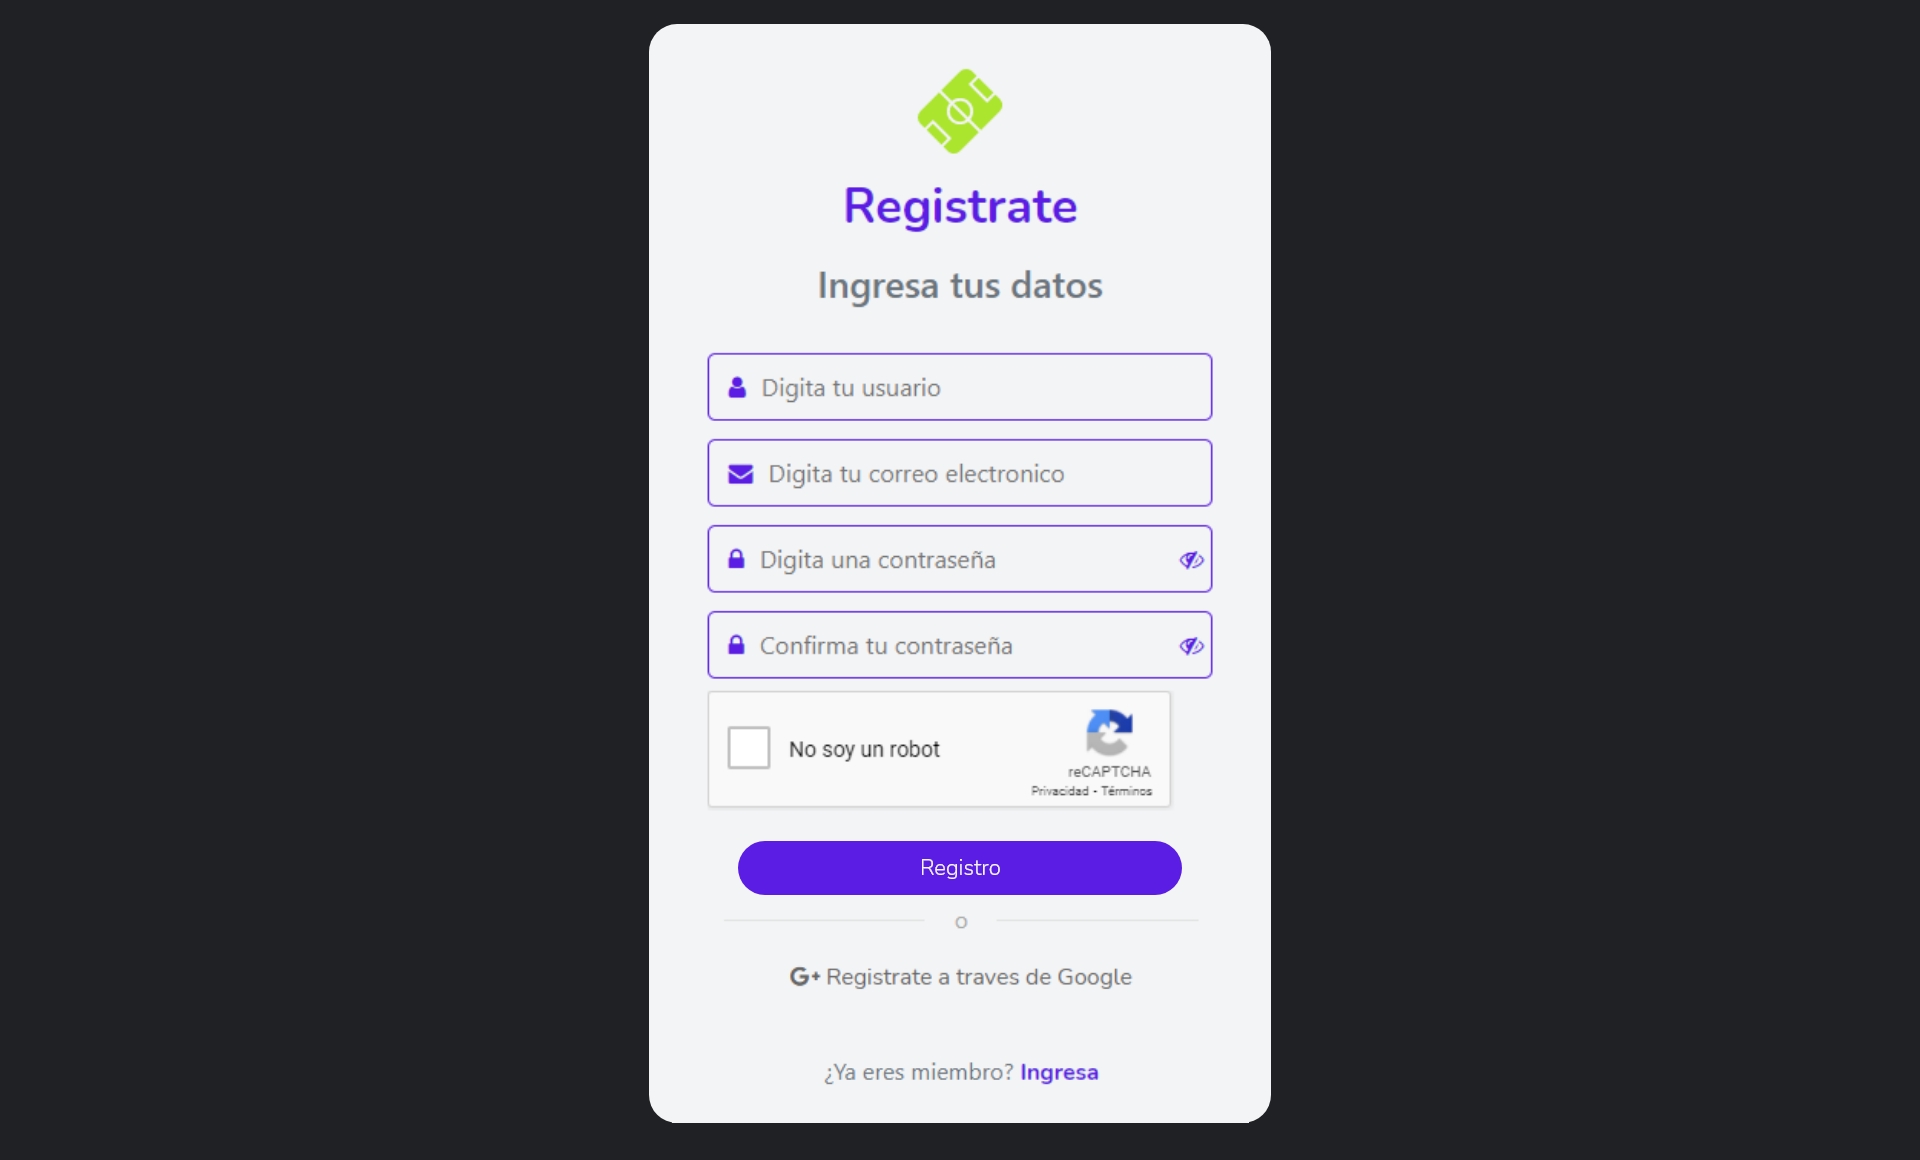 Registrate
Ingresa tus datos
Digita tu usuario
Digita tu correo electronico
Digita una contraseña
Confirma tu contraseña
No soy un robot
reCAPTCHA
Privacidad - Términos
Registro
o
G+ Registrate a traves de Google
¿Ya eres miembro? Ingresa